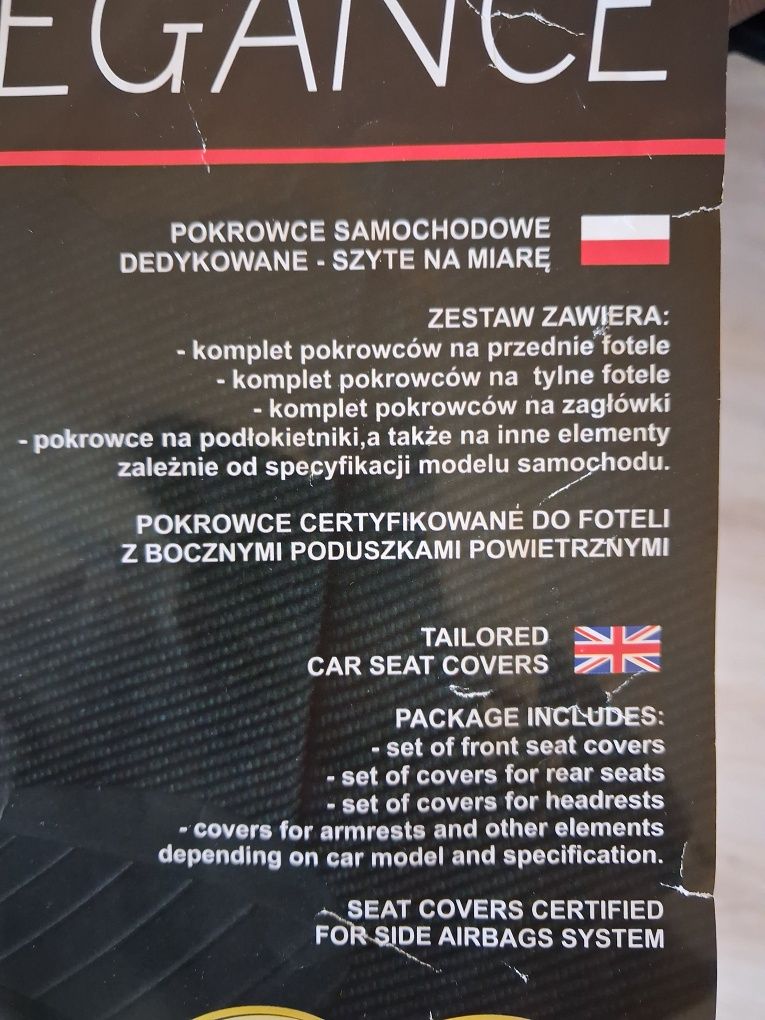 EGANCE
POKROWCE SAMOCHODOWE
DEDYKOWANE - SZYTE NA MIARĘ
ZESTAW ZAWIERA:
- komplet pokrowców na przednie fotele
- komplet pokrowców na tylne fotele
- komplet pokrowców na zagłówki
- pokrowce na podłokietniki,a także na inne elementy
zależnie od specyfikacji modelu samochodu.
POKROWCE CERTYFIKOWANE DO FOTELI
Z BOCZNYMI PODUSZKAMI POWIETRZNYMI
TAILORED
CAR SEAT COVERS
PACKAGE INCLUDES:
- set of front seat covers
- set of covers for rear seats
- set of covers for headrests
- covers for armrests and other elements
depending on car model and specification.
SEAT COVERS CERTIFIED
FOR SIDE AIRBAGS SYSTEM